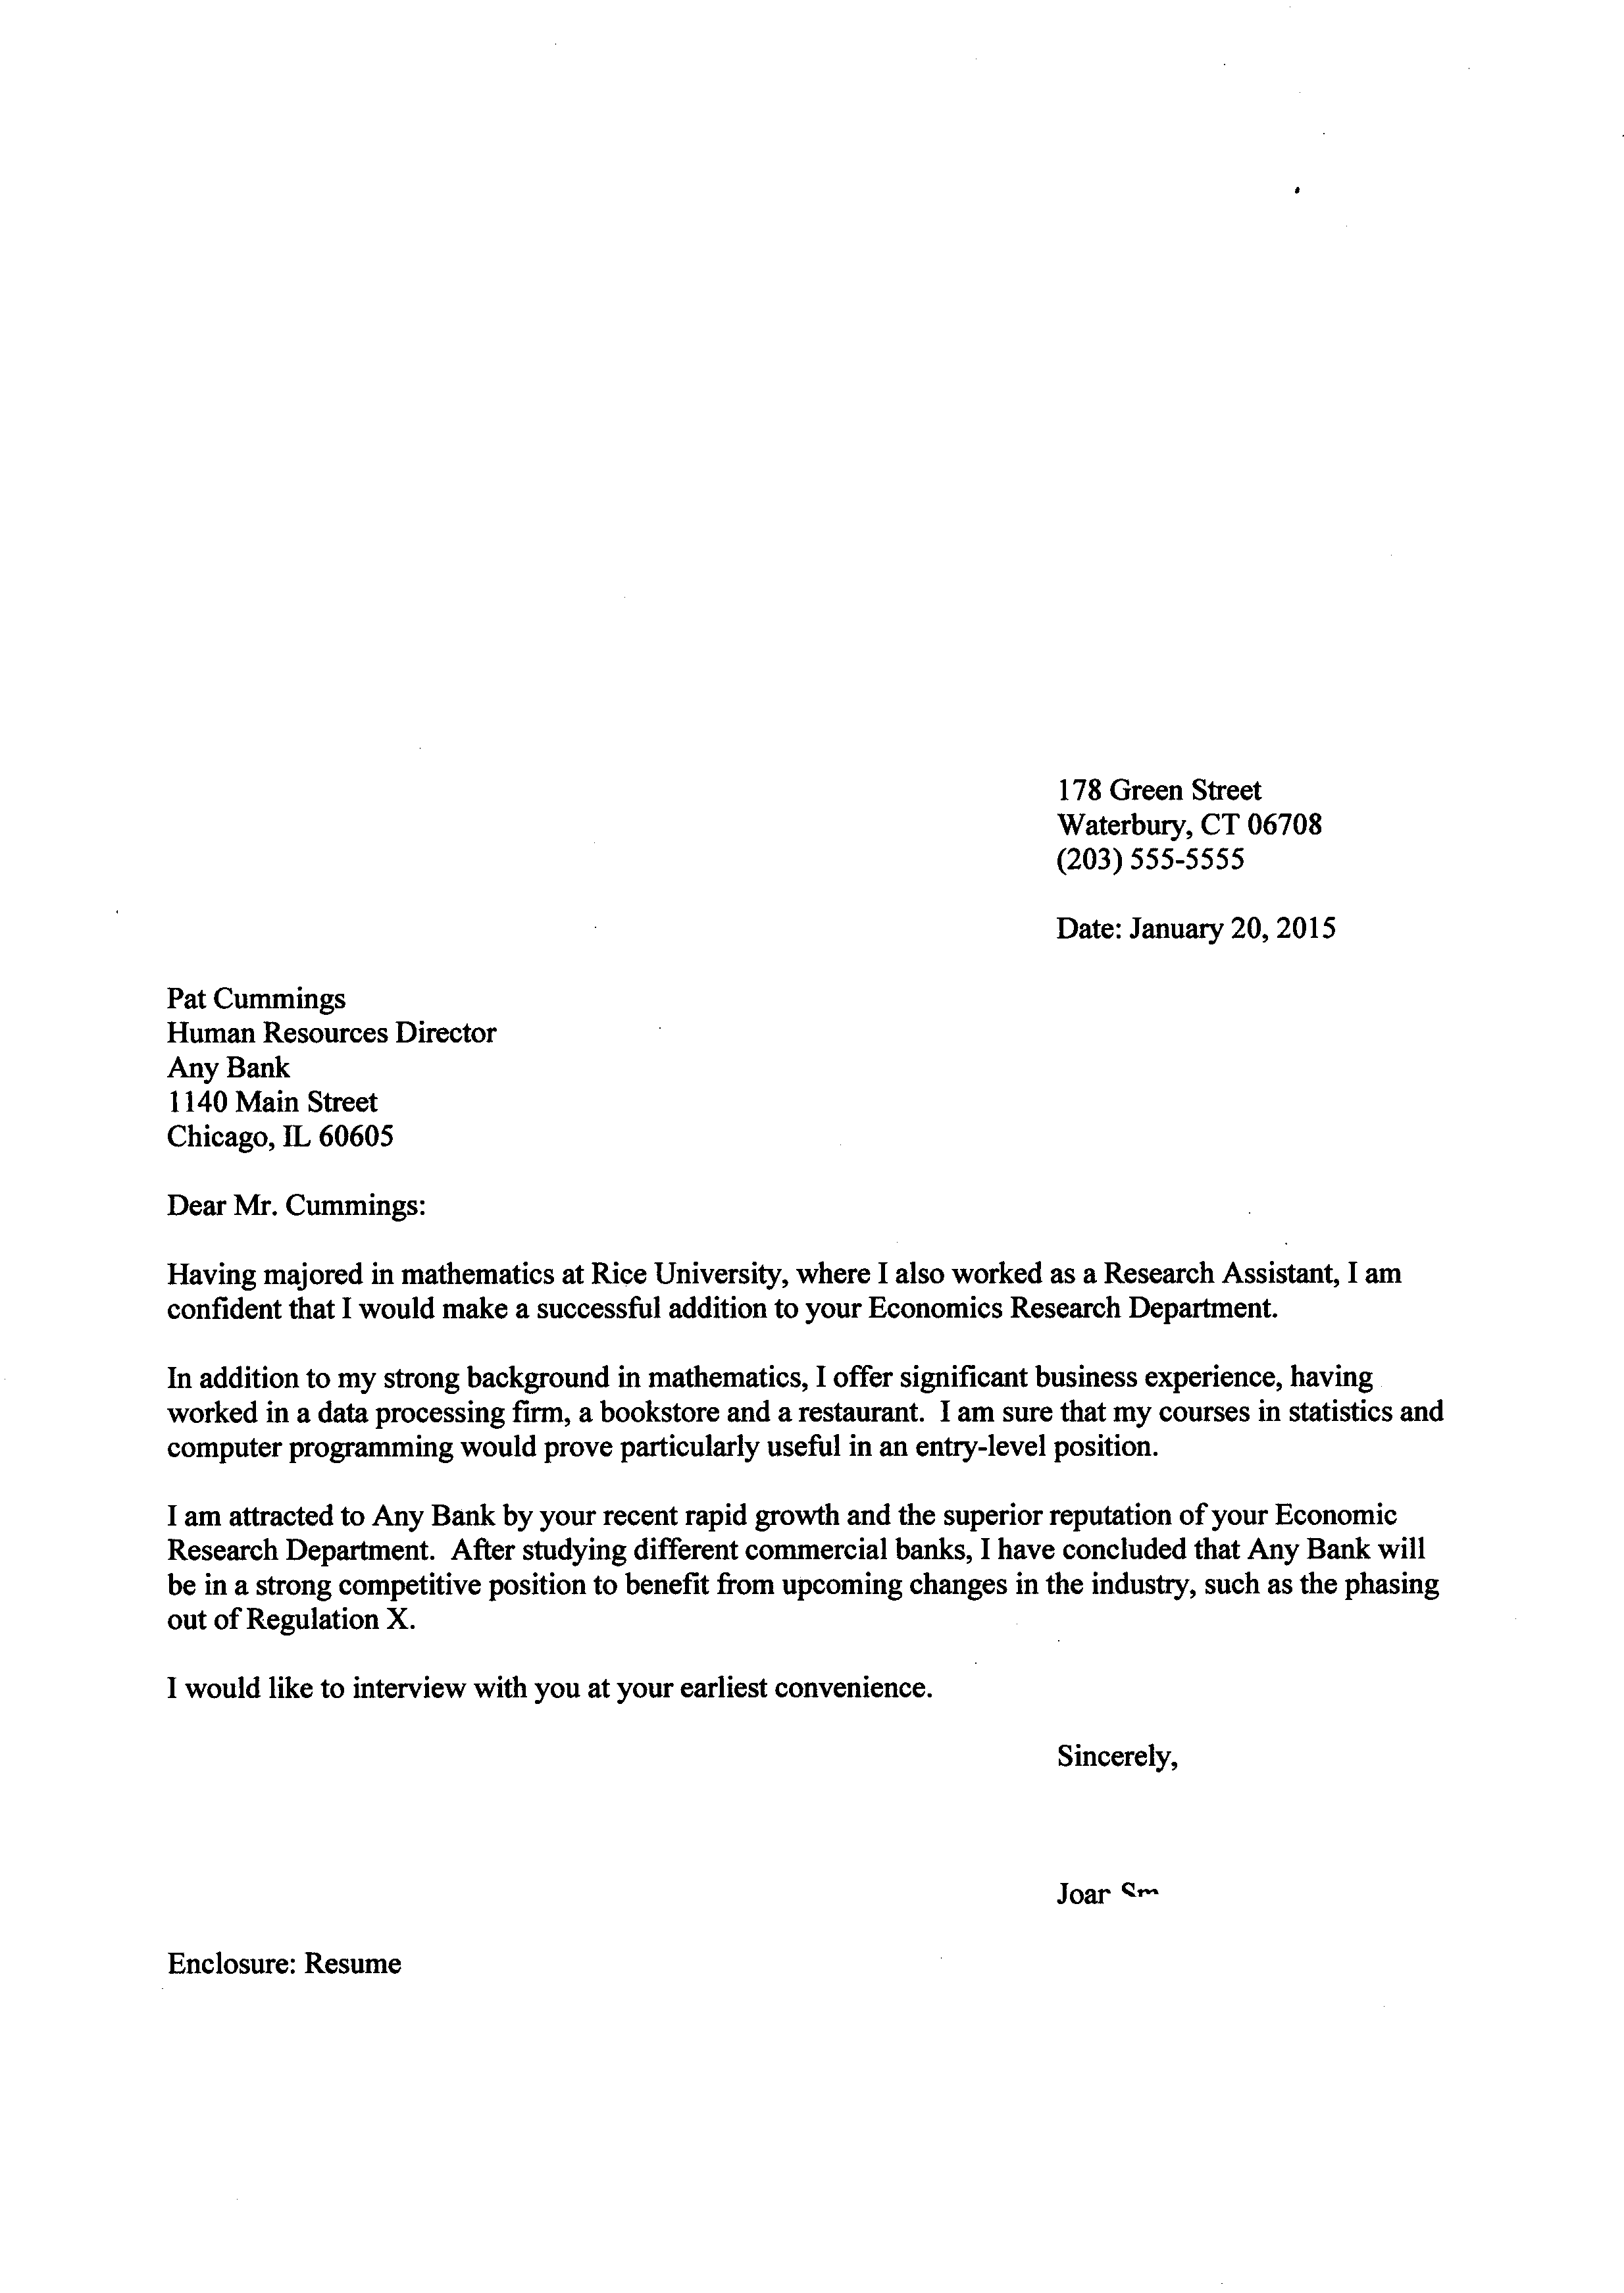 178 Green Street
Waterbury, CT 06708
(203) 555-5555
Date: January 20, 2015
Pat Cummings
Human Resources Director
Any Bank
1140 Main Street
Chicago, IL 60605
Dear Mr. Cummings:
Having majored in mathematics at Rice University, where I also worked as a Research Assistant, I am
confident that I would make a successful addition to your Economics Research Department.
In addition to my strong background in mathematics, I offer significant business experience, having
worked in a data processing firm, a bookstore and a restaurant. I am sure that my courses in statistics and
computer programming would prove particularly useful in an entry-level position.
I am attracted to Any Bank by your recent rapid growth and the superior reputation of your Economic
Research Department. After studying different commercial banks, I have concluded that Any Bank will
be in a strong competitive position to benefit from upcoming changes in the industry, such as the phasing
out of Regulation X.
I would like to interview with you at your earliest convenience.
Sincerely,
Enclosure: Resume